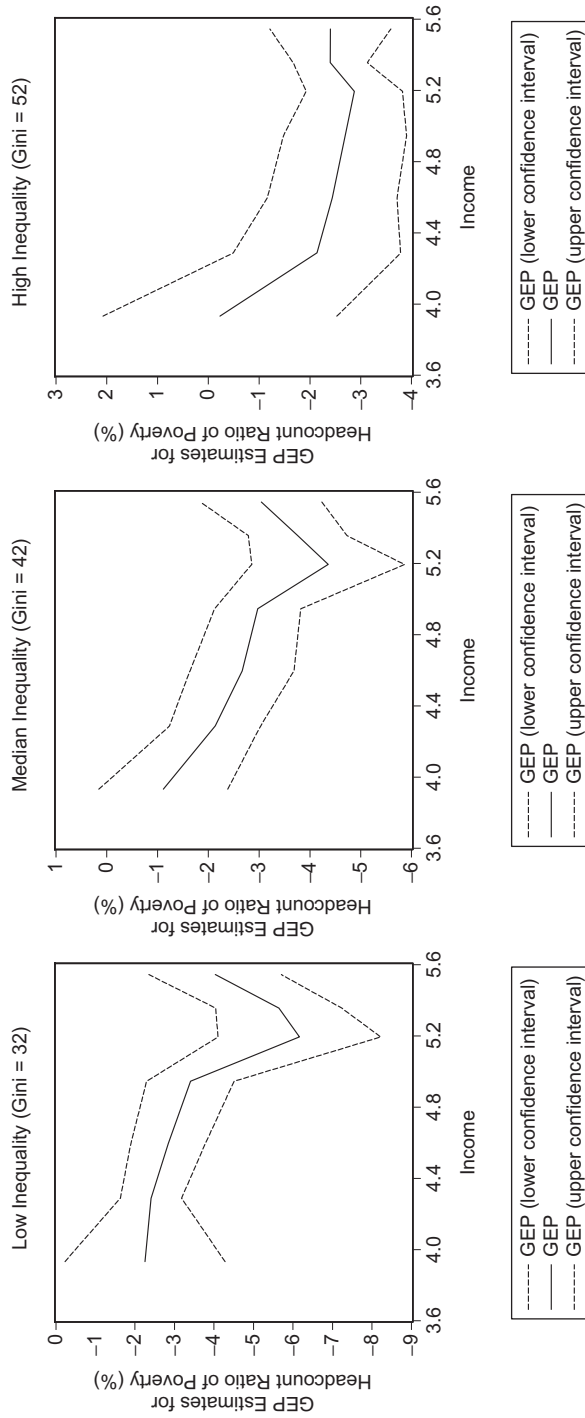 Low Inequality (Gini = 32)
GEP Estimates for
Headcount Ratio of Poverty (%)
0
–1
–2
–3
–4
–5
–6
–7
–8
–9
3.6 4.0 4.4 4.8 5.2 5.6
Income
GEP (lower confidence interval)
GEP
GEP (upper confidence interval)
Median Inequality (Gini = 42)
GEP Estimates for
Headcount Ratio of Poverty (%)
1
0
–1
–2
–3
–4
–5
–6
3.6 4.0 4.4 4.8 5.2 5.6
Income
GEP (lower confidence interval)
GEP
GEP (upper confidence interval)
High Inequality (Gini = 52)
GEP Estimates for
Headcount Ratio of Poverty (%)
3
2
1
0
–1
–2
–3
–4
3.6 4.0 4.4 4.8 5.2 5.6
Income
GEP (lower confidence interval)
GEP
GEP (upper confidence interval)